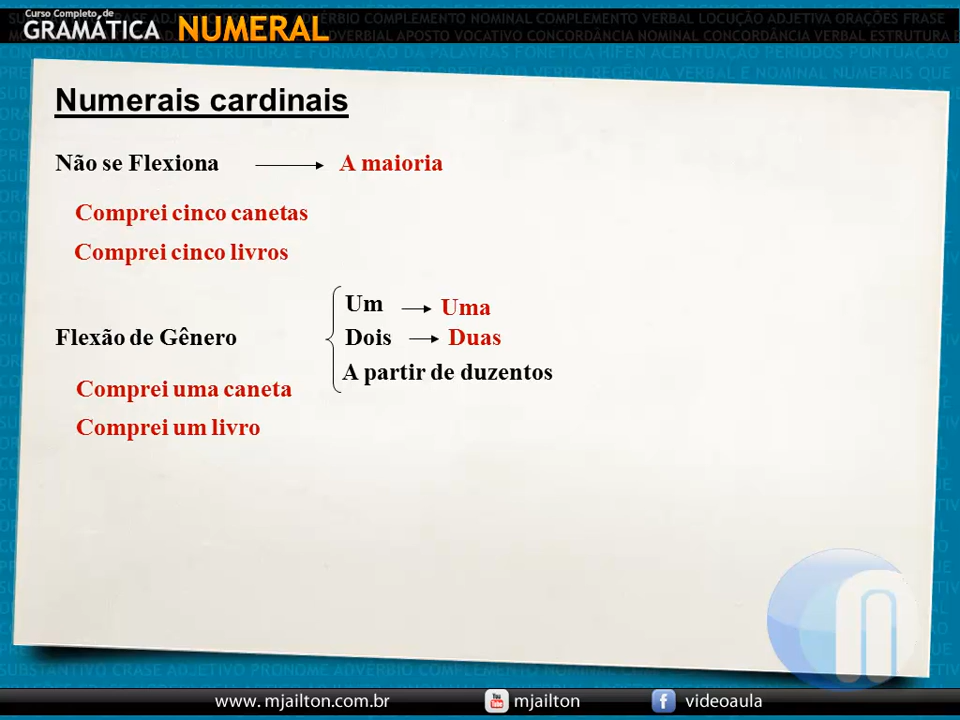 Curso Completo de
GRAMÁTICA NUMERAL
Numerais cardinais
Não se Flexiona A maioria
Comprei cinco canetas
Comprei cinco livros
Um Uma
Flexão de Gênero Dois Duas
A partir de duzentos
Comprei uma caneta
Comprei um livro
www. mjailton.com.br You Tube mjailton f videoaula